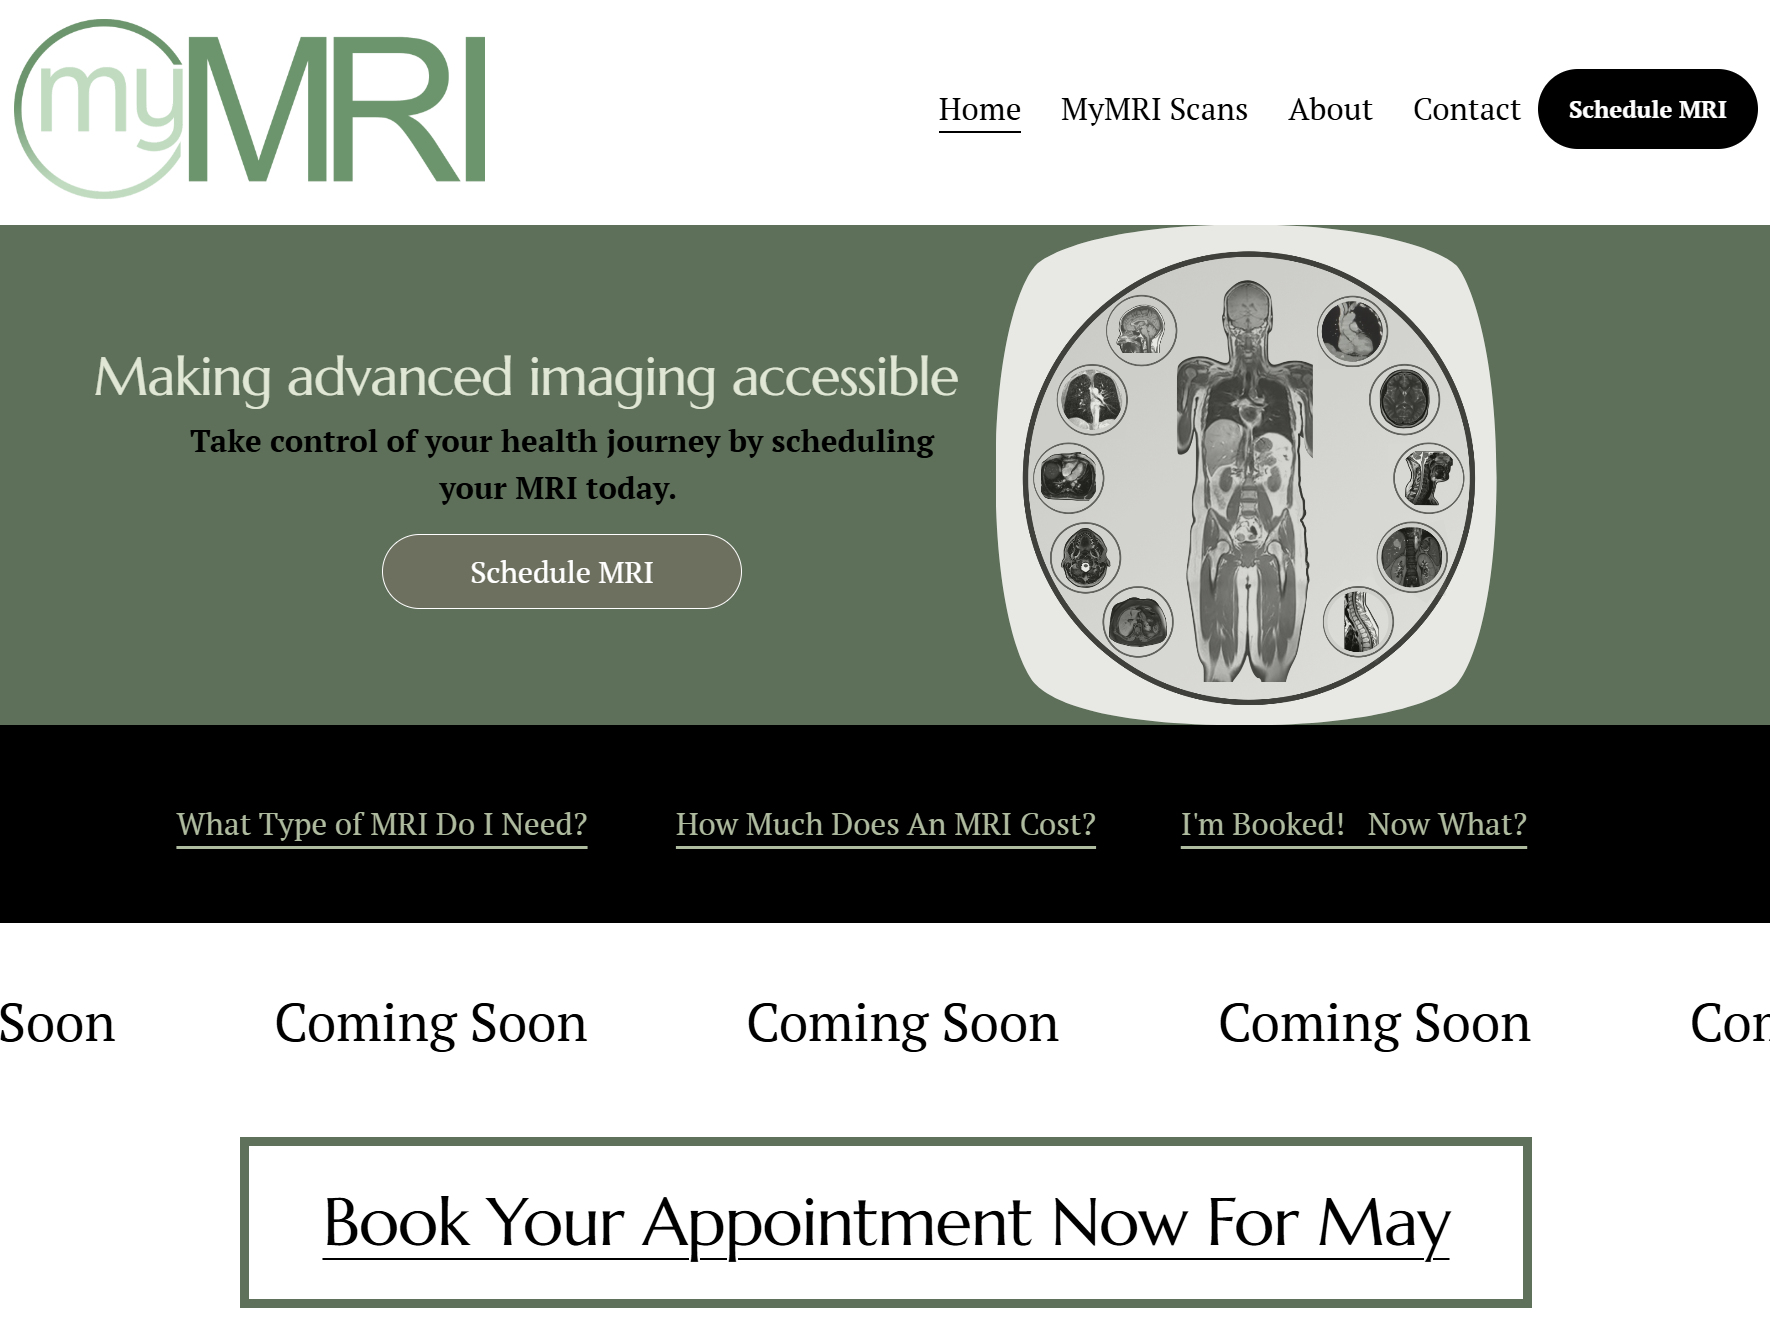 myMRI
Home MyMRI Scans About Contact Schedule MRI
Making advanced imaging accessible
Take control of your health journey by scheduling
your MRI today.
Schedule MRI
What Type of MRI Do I Need? How Much Does An MRI Cost? I'm Booked! Now What?
Soon Coming Soon Coming Soon Coming Soon Com
Book Your Appointment Now For May